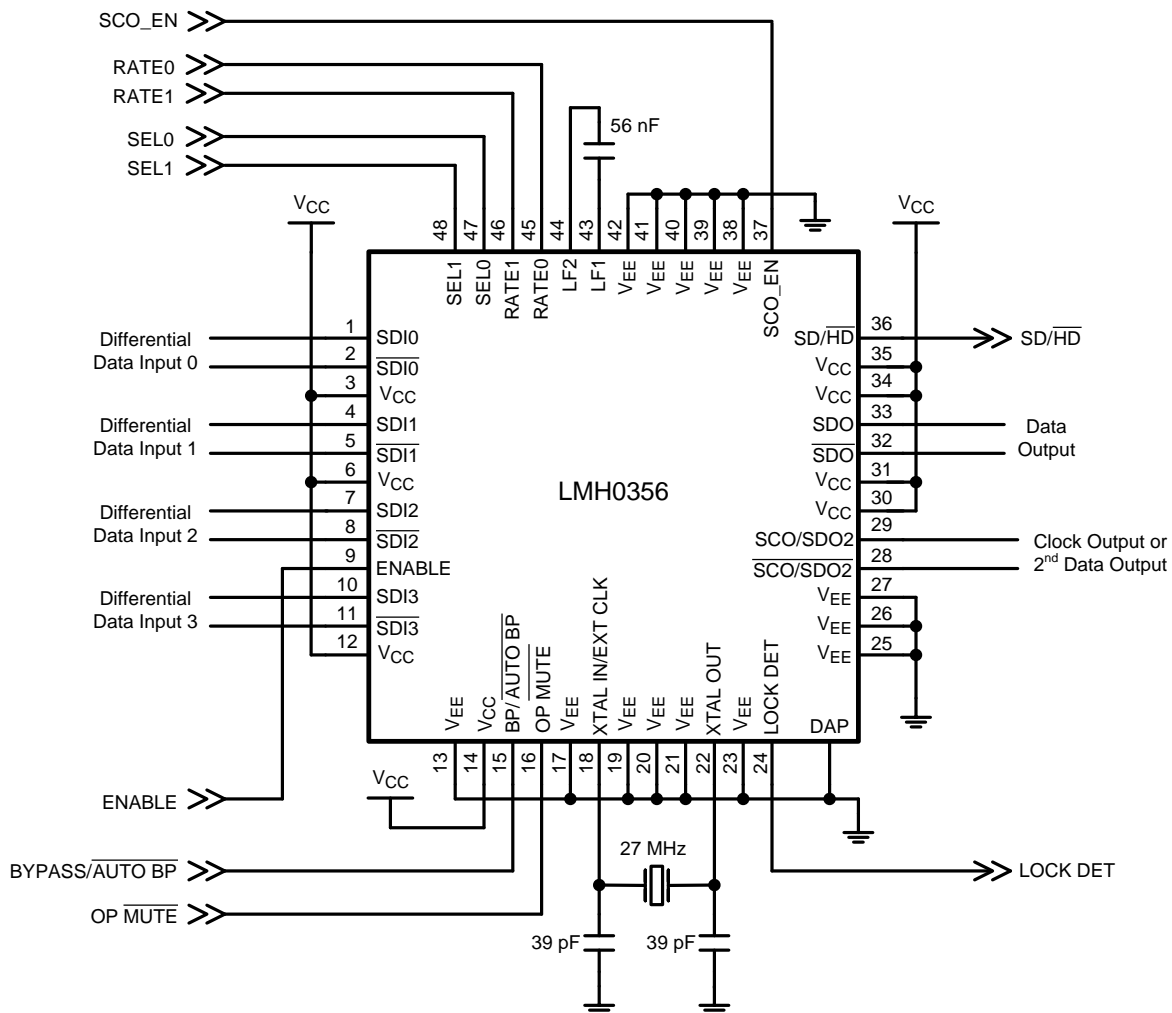 SCO_EN
RATE0
RATE1
SEL0
SEL1
56 nF
VCC
VCC
48
47
46
45
44
43
42
41
40
39
38
37
SEL1
SEL0
RATE1
RATE0
LF2
LF1
VEE
VEE
VEE
VEE
VEE
SCO_EN
Differential
Data Input 0
1
SDI0
2
SDI0
3
VCC
Differential
Data Input 1
4
SDI1
5
SDI1
6
VCC
Differential
Data Input 2
7
SDI2
8
SDI2
9
ENABLE
Differential
Data Input 3
10
SDI3
11
SDI3
12
VCC
LMH0356
SD/HD
36
SD/HD
VCC
35
VCC
34
SDO
33
SDO
32
Data
Output
VCC
31
VCC
30
SCO/SDO2
29
SCO/SDO2
28
Clock Output or
2nd Data Output
VEE
27
VEE
26
VEE
25
VEE
VCC
BP/AUTO BP
OP MUTE
VEE
XTAL IN/EXT CLK
VEE
VEE
VEE
XTAL OUT
VEE
LOCK DET
DAP
13
14
15
16
17
18
19
20
21
22
23
24
VCC
ENABLE
BYPASS/AUTO BP
OP MUTE
27 MHz
39 pF
39 pF
LOCK DET